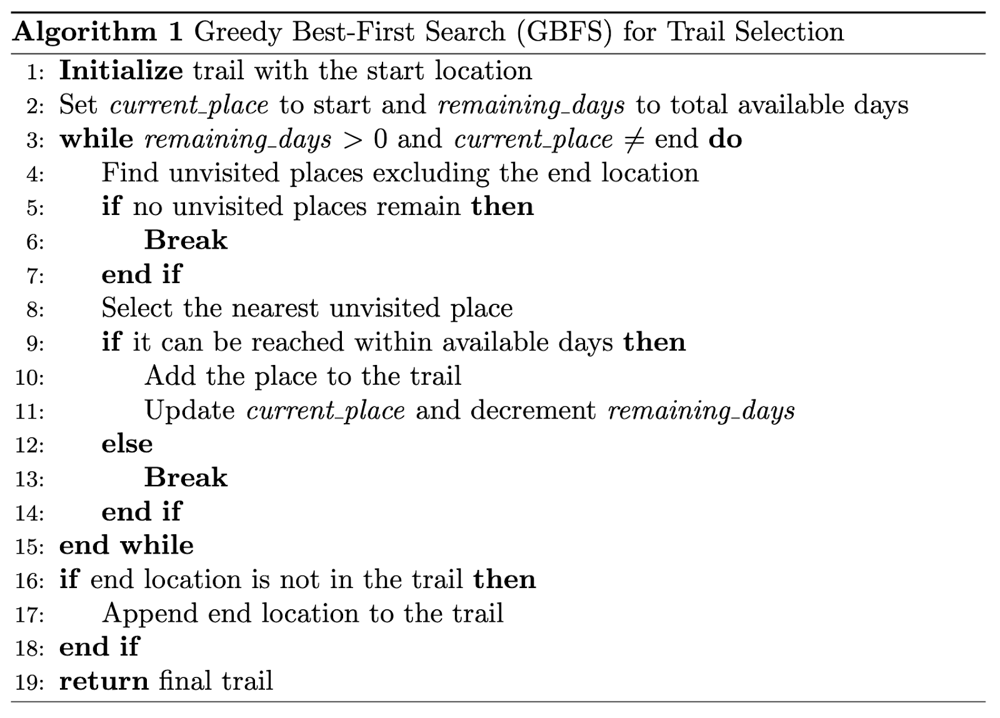 Algorithm 1 Greedy Best-First Search (GBFS) for Trail Selection
1: Initialize trail with the start location
2: Set current_place to start and remaining_days to total available days
3: while remaining_days > 0 and current_place ≠ end do
4: Find unvisited places excluding the end location
5: if no unvisited places remain then
6: Break
7: end if
8: Select the nearest unvisited place
9: if it can be reached within available days then
10: Add the place to the trail
11: Update current_place and decrement remaining_days
12: else
13: Break
14: end if
15: end while
16: if end location is not in the trail then
17: Append end location to the trail
18: end if
19: return final trail